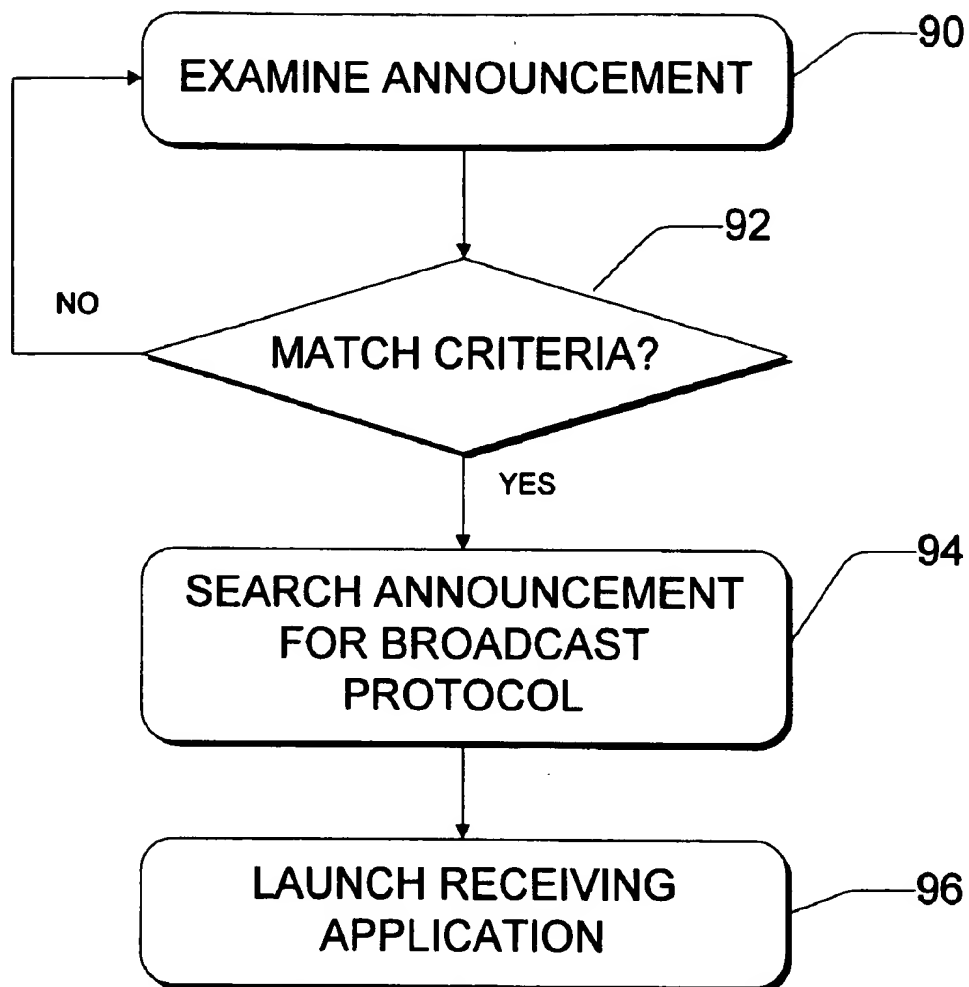 EXAMINE ANNOUNCEMENT
90
92
NO
MATCH CRITERIA?
YES
94
SEARCH ANNOUNCEMENT
FOR BROADCAST
PROTOCOL
LAUNCH RECEIVING
APPLICATION
96